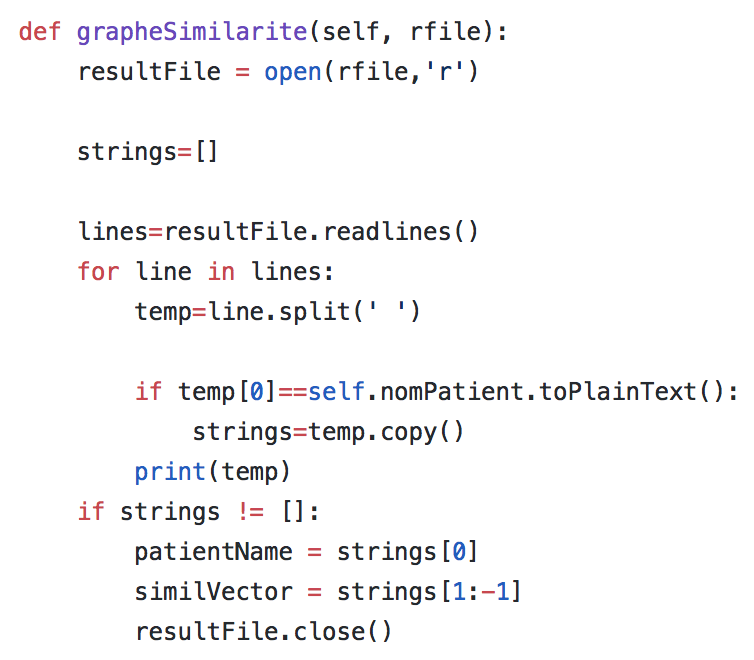 def grapheSimilarite(self, rfile):
    resultFile = open(rfile,'r')

    strings=[]

    lines=resultFile.readlines()
    for line in lines:
        temp=line.split(' ')

        if temp[0]==self.nomPatient.toPlainText():
            strings=temp.copy()
        print(temp)
    if strings != []:
        patientName = strings[0]
        similVector = strings[1:-1]
        resultFile.close()